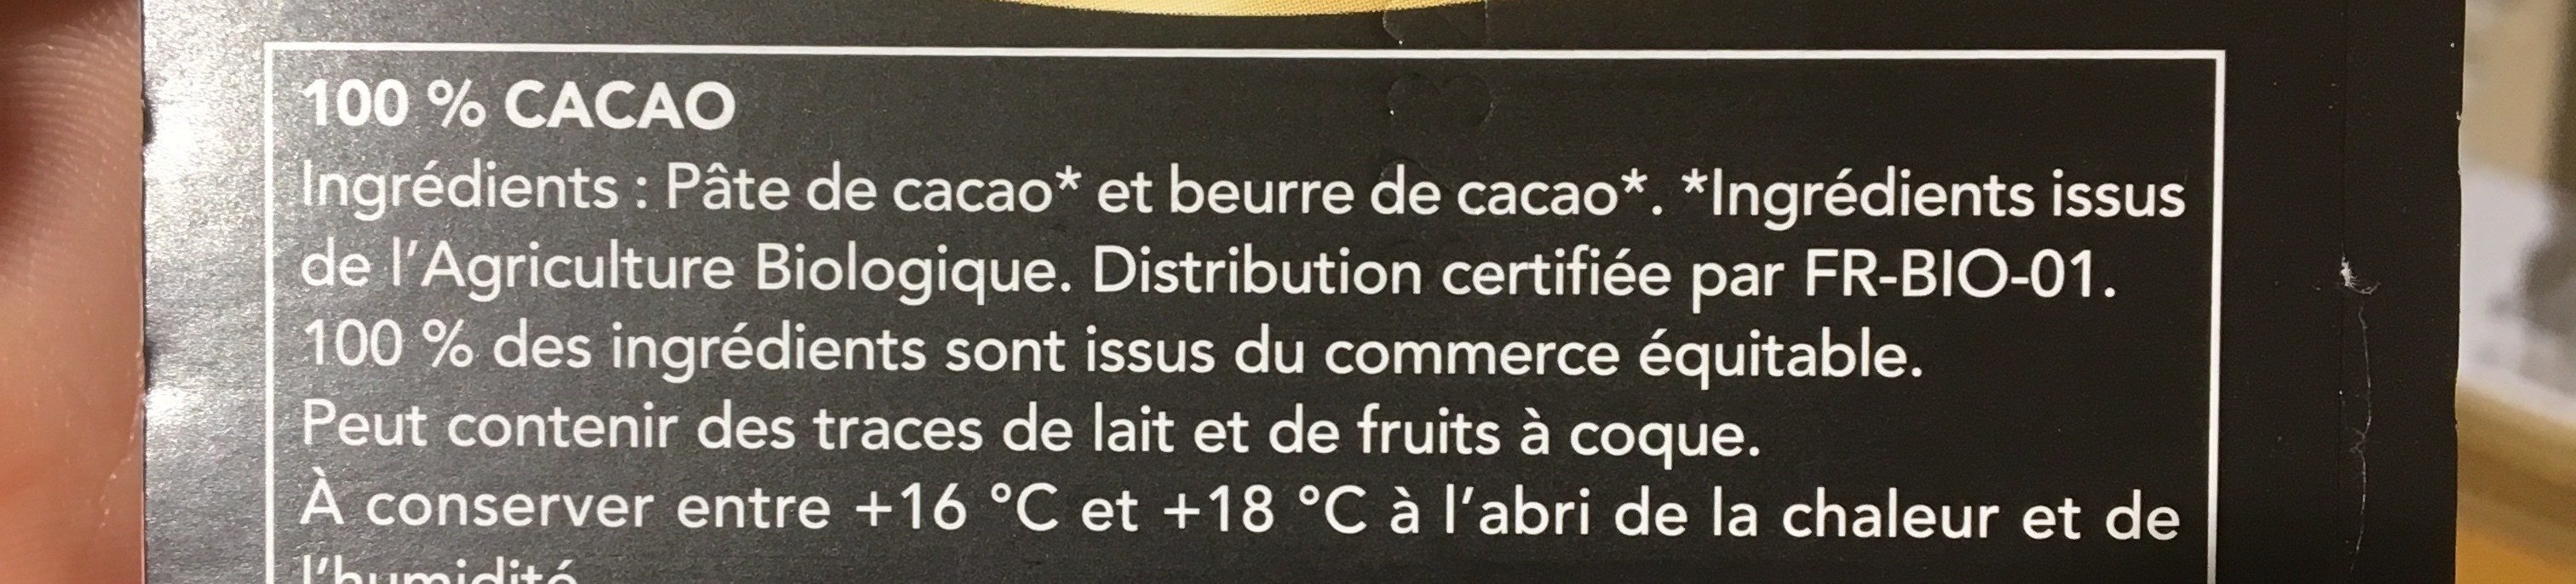 100 % CACAO
Ingrédients : Pâte de cacao* et beurre de cacao*. *Ingrédients issus
de l'Agriculture Biologique. Distribution certifiée par FR-BIO-01.
100 % des ingrédients sont issus du commerce équitable.
Peut contenir des traces de lait et de fruits à coque.
À conserver entre +16 °C et +18 °C à l'abri de la chaleur et de
l'humidité